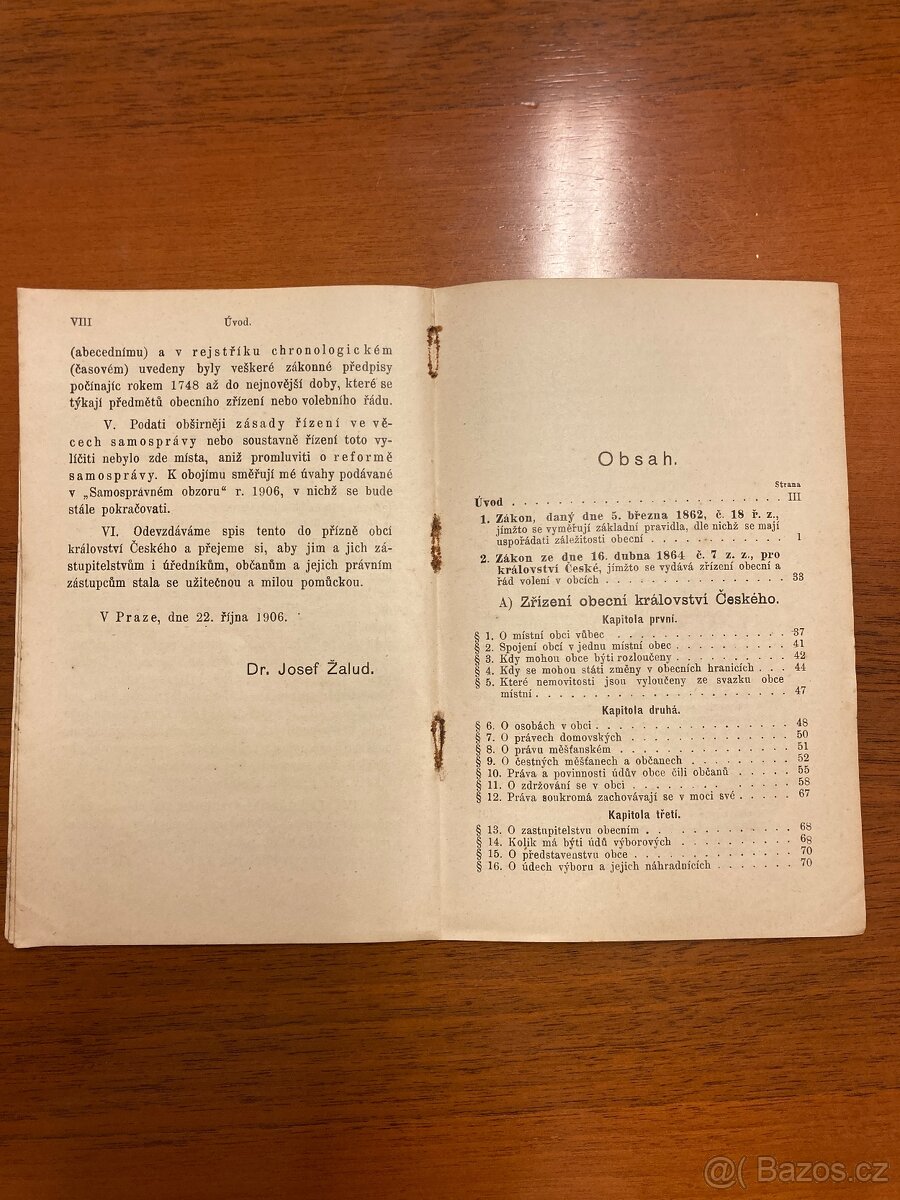 VIII Úvod.
(abecednímu) a v rejstříku chronologickém
(časovém) uvedeny byly veškeré zákonné předpisy
počínajíc rokem 1748 až do nejnovější doby, které se
týkají předmětů obecního zřízení nebo volebního řádu.
V. Podati obšírněji zásady řízení ve vě-
cech samosprávy nebo soustavně řízení toto vy-
líčiti nebylo zde místa, aniž promluviti o reformě
samosprávy. K obojímu směřují mé úvahy podávané
v „Samosprávném obzoru" r. 1906, v nichž se bude
stále pokračovati.
VI. Odevzdáváme spis tento do přízně obcí
království Českého a přejeme si, aby jim a jich zá-
stupitelstvům i úředníkům, občanům a jejich právním
zástupcům stala se užitečnou a milou pomůckou.
V Praze, dne 22. října 1906.
Dr. Josef Žalud.
Obsah.
Strana
Úvod . . . . . . . . . . . . . . . . . . . . . . III
1. Zákon, daný dne 5. března 1862, č. 18 ř. z.,
jímžto se vyměřují základní pravidla, dle nichž se mají
uspořádati záležitosti obecní . . . . . . . . . . . 1
2. Zákon ze dne 16. dubna 1864 č. 7 z. z., pro
království České, jímžto se vydává zřízení obecní a
řád volení v obcích . . . . . . . . . . . . . . 33
A) Zřízení obecní království Českého.
Kapitola první.
§ 1. O místní obci vůbec . . . . . . . . . . . . 37
§ 2. Spojení obcí v jednu místní obec . . . . . . . . 41
§ 3. Kdy mohou obce býti rozloučeny . . . . . . . . 42
§ 4. Kdy se mohou státi změny v obecních hranicích . . . 44
§ 5. Které nemovitosti jsou vyloučeny ze svazku obce
místní . . . . . . . . . . . . . . . . . . . 47
Kapitola druhá.
§ 6. O osobách v obci . . . . . . . . . . . . . . 48
§ 7. O právech domovských . . . . . . . . . . . . 50
§ 8. O právu měšťanském . . . . . . . . . . . . 51
§ 9. O čestných měšťanech a občanech . . . . . . . . 52
§ 10. Práva a povinnosti údův obce čili občanů . . . . . 55
§ 11. O zdržování se v obci . . . . . . . . . . . . 58
§ 12. Práva soukromá zachovávají se v moci své . . . . . 67
Kapitola třetí.
§ 13. O zastupitelstvu obecním . . . . . . . . . . . 68
§ 14. Kolik má býti údů výborových . . . . . . . . . 68
§ 15. O představenstvu obce . . . . . . . . . . . . 70
§ 16. O údech výboru a jejich náhradnících . . . . . . . 70
@( Bazos.cz